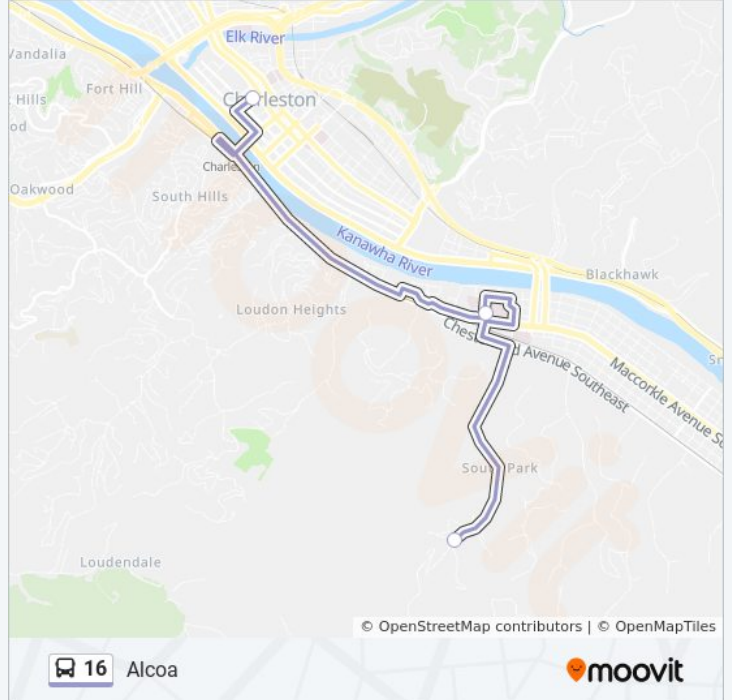 Elk River
Vandalia
Fort Hill
Hills
Charleston
od
Charleston
Oakwood
South Hills
Kanawha River
Blackhawk
Loudon Heights
Avenue Southeast
Maccorkle Avenue S
South Park
Loudendale
© OpenStreetMap contributors | © OpenMapTiles
16 Alcoa
moovit